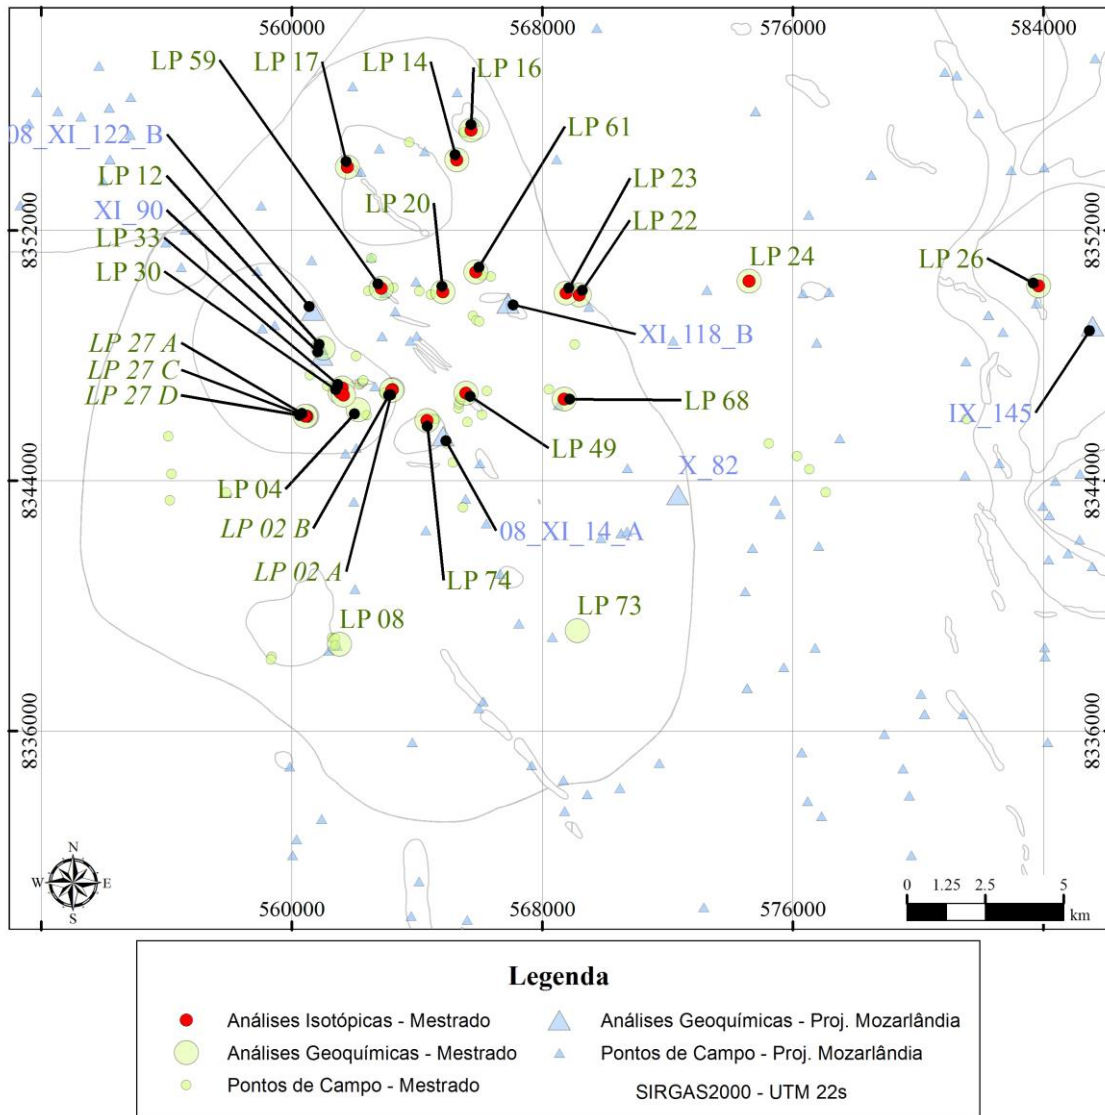 560000 568000 576000 584000
LP 59 LP 17 LP 14 LP 16
08_XI_122_B LP 61
LP 12 LP 23
XI_90 LP 20 LP 22
8352000 8352000
LP 33
LP 30 LP 24 LP 26
LP 27 A XI_118_B
LP 27 C
LP 27 D LP 68 IX_145
LP 49
LP 04 X_82
8344000 8344000
LP 02 B 08_XI_14_A
LP 02 A LP 74
LP 08 LP 73
8336000 8336000
N
W E
S
0 1.25 2.5 5
km
560000 568000 576000 584000
Legenda
Análises Isotópicas - Mestrado
Análises Geoquímicas - Mestrado
Pontos de Campo - Mestrado
Análises Geoquímicas - Proj. Mozarlândia
Pontos de Campo - Proj. Mozarlândia
SIRGAS2000 - UTM 22s